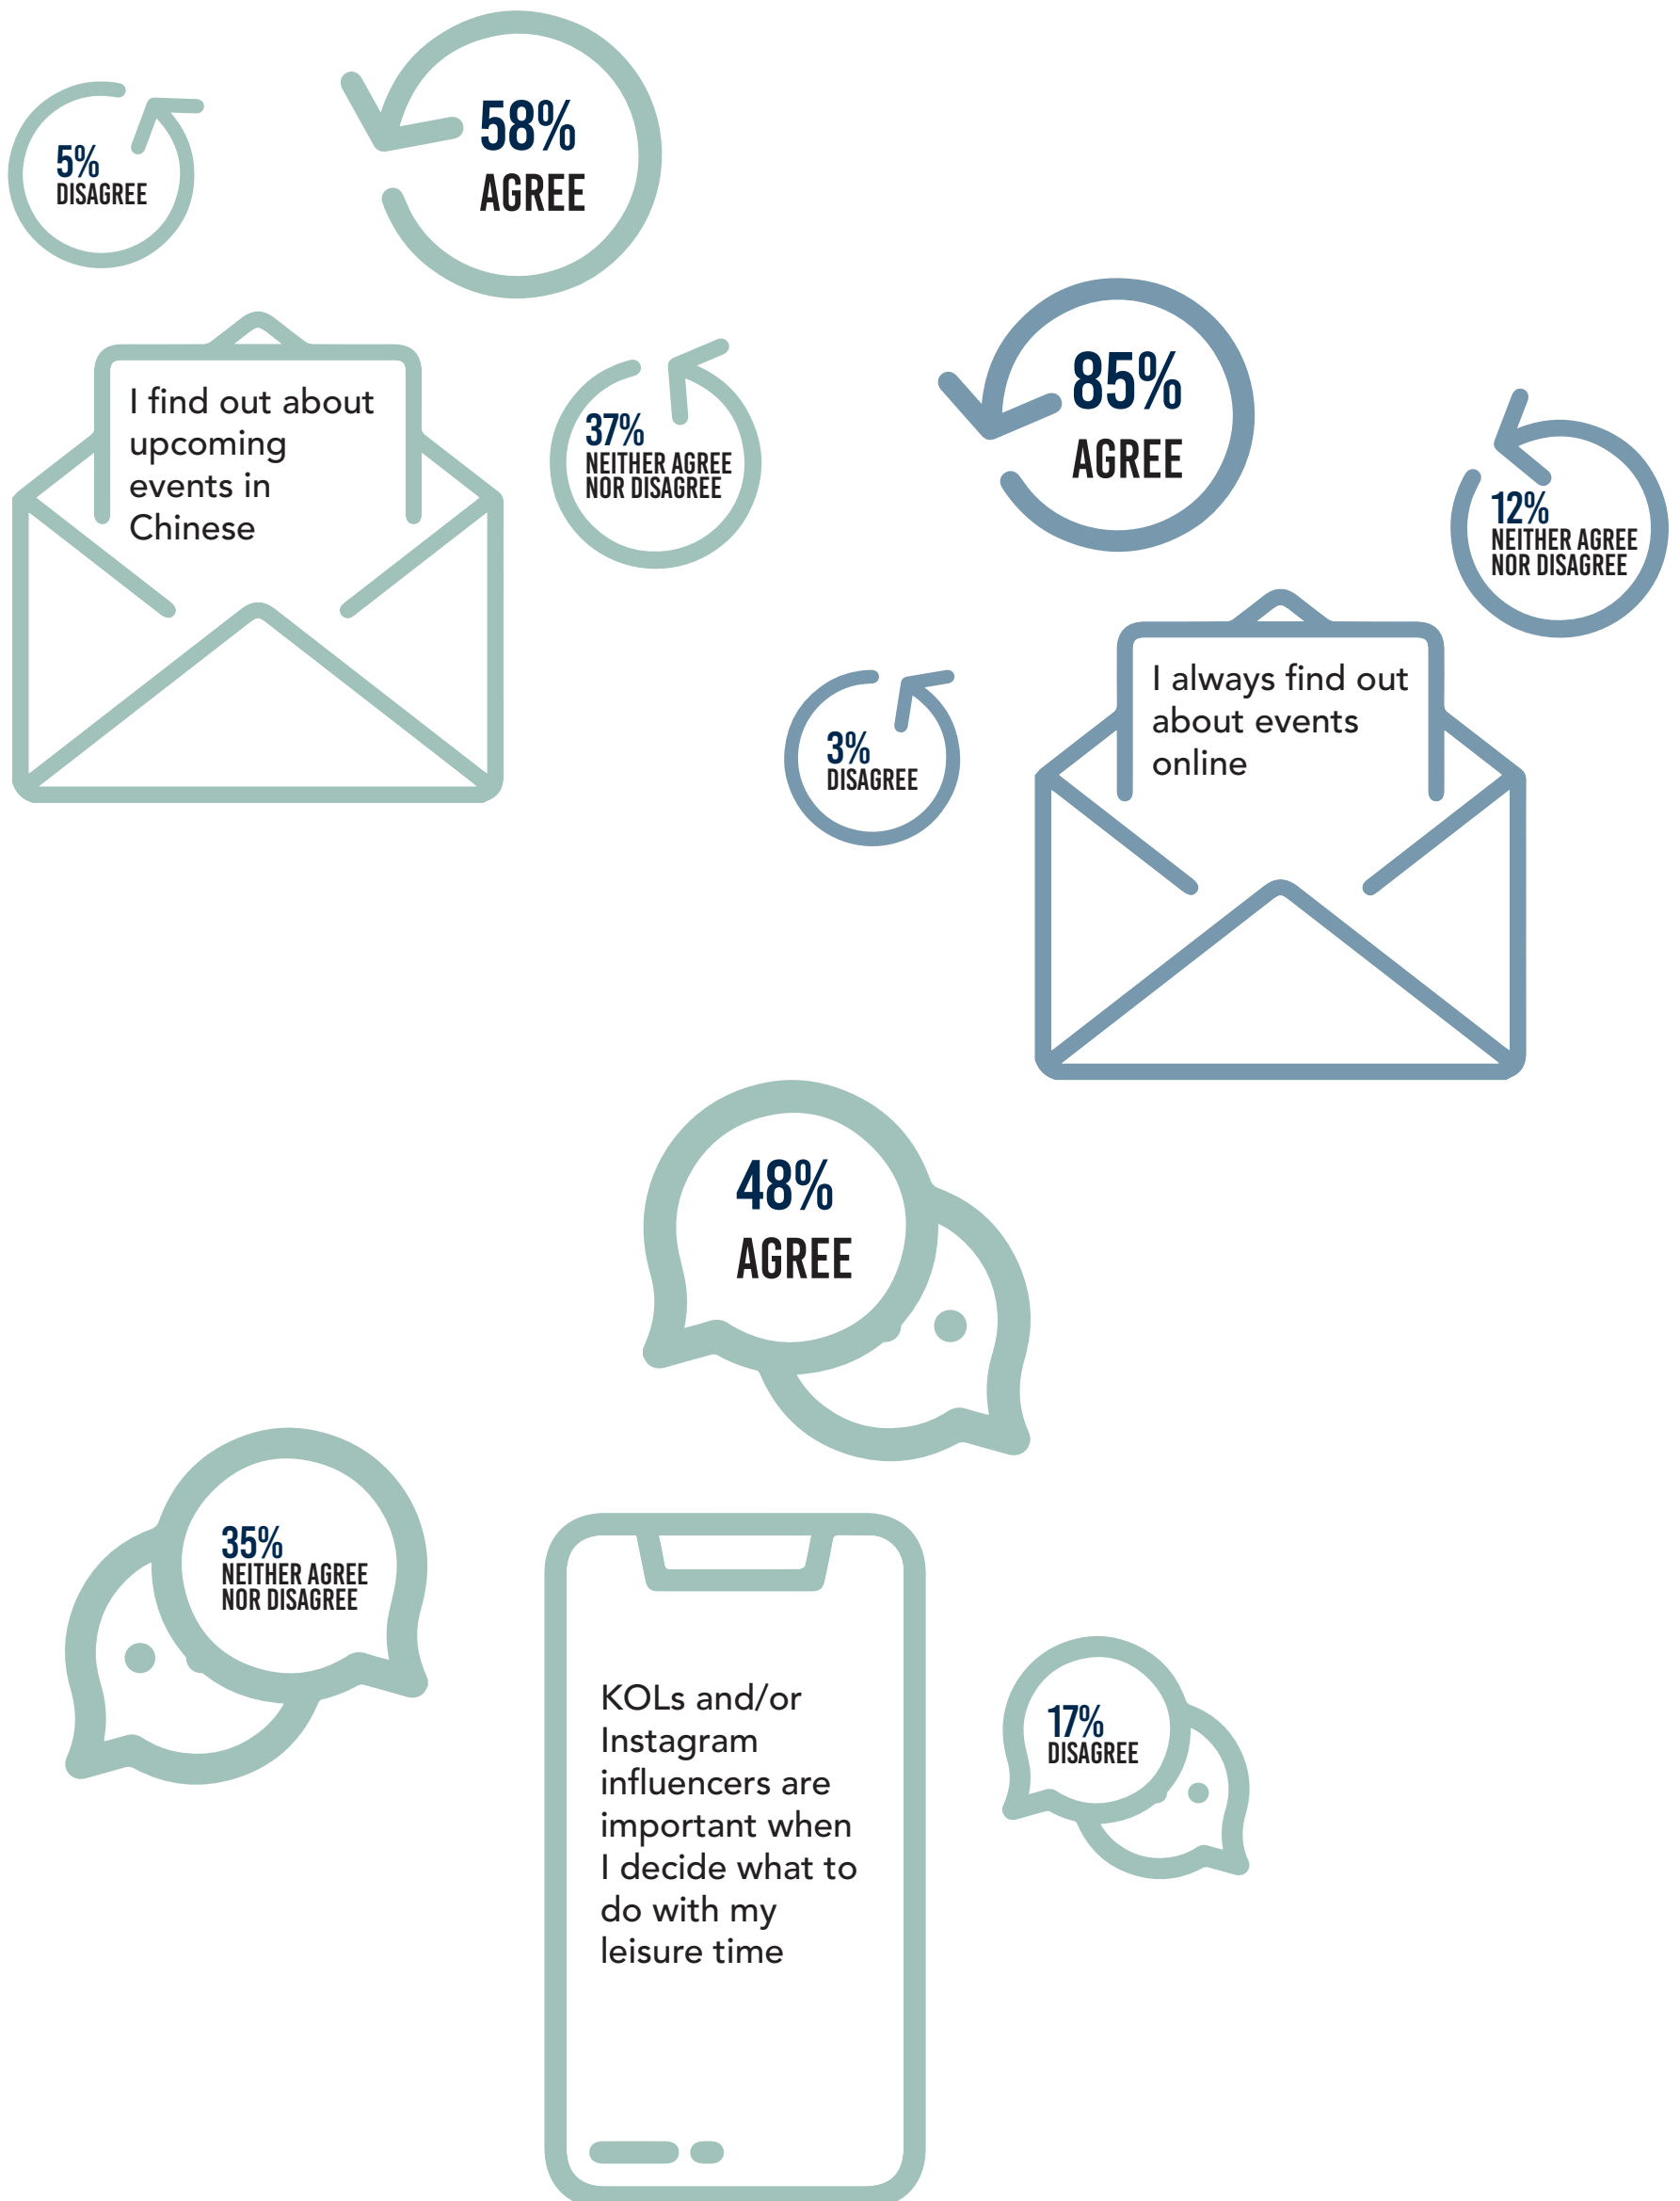 5%
DISAGREE
58%
AGREE
I find out about
upcoming
events in
Chinese
37%
NEITHER AGREE
NOR DISAGREE
85%
AGREE
12%
NEITHER AGREE
NOR DISAGREE
3%
DISAGREE
I always find out
about events
online
48%
AGREE
35%
NEITHER AGREE
NOR DISAGREE
KOLs and/or
Instagram
influencers are
important when
I decide what to
do with my
leisure time
17%
DISAGREE